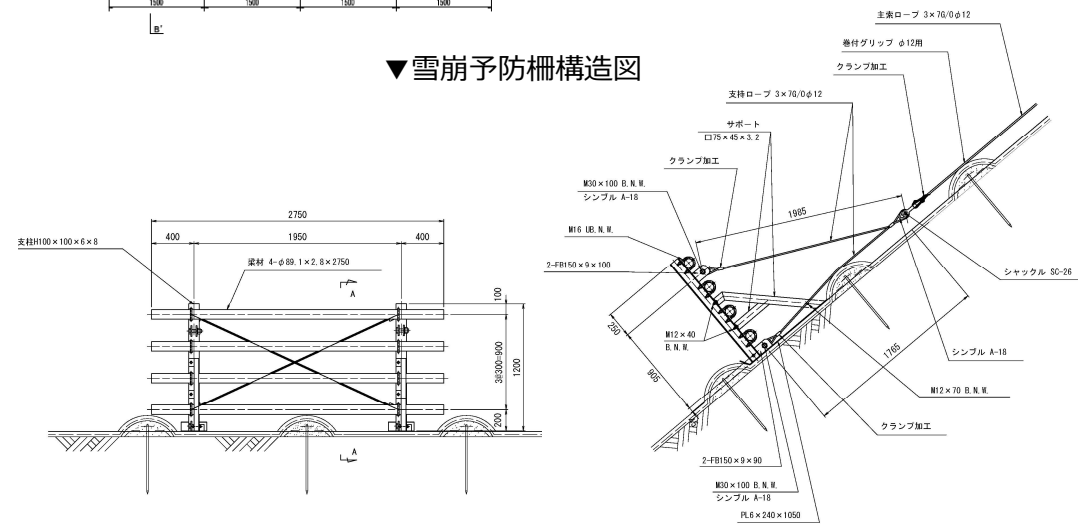 1500
1500
1500
1500
B'
▼雪崩予防柵構造図
主索ロープ 3×7G/Oφ12
巻付グリップ φ12用
クランプ加工
支持ロープ 3×7G/Oφ12
サポート
□75×45×3.2
クランプ加工
M30×100 B.N.W.
シンブル A-18
1985
M16 UB.N.W.
2-FB150×9×100
シャックル SC-26
250
M12×40
B.N.W.
905
1765
シンブル A-18
M12×70 B.N.W.
クランプ加工
2-FB150×9×90
M30×100 B.N.W.
シンブル A-18
PL6×240×1050
2750
400
1950
400
支柱H100×100×6×8
梁材 4-φ89.1×2.8×2750
A
100
3@300=900
1200
200
A